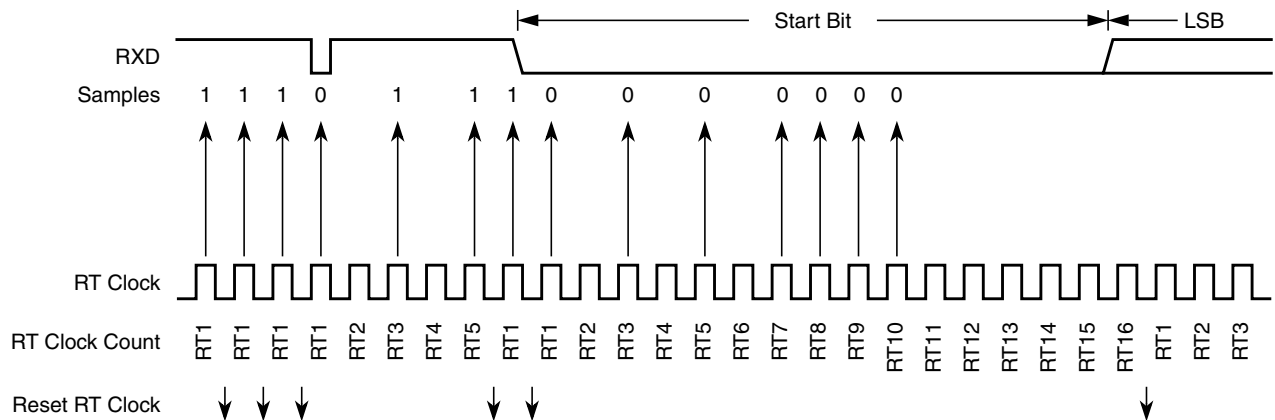 Start Bit LSB
RXD
Samples 1 1 1 0 1 1 1 0 0 0 0 0 0 0
RT Clock
RT Clock Count RT1 RT1 RT1 RT1 RT2 RT3 RT4 RT5 RT1 RT1 RT2 RT3 RT4 RT5 RT6 RT7 RT8 RT9 RT10 RT11 RT12 RT13 RT14 RT15 RT16 RT1 RT2 RT3
Reset RT Clock